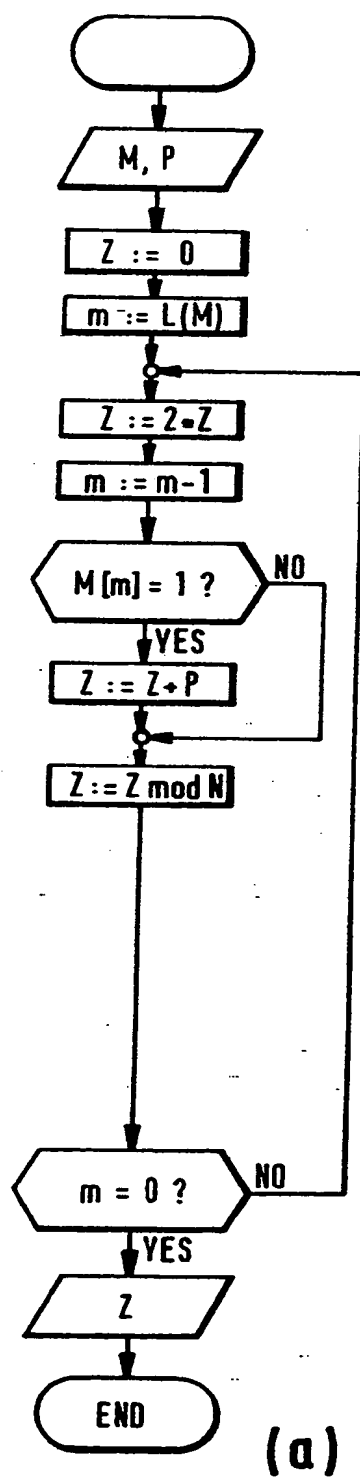 M, P
Z := 0
m := L(M)
Z := 2*Z
m := m-1
M[m] = 1 ?
NO
YES
Z := Z + P
Z := Z mod N
m = 0 ?
NO
YES
Z
END
(a)